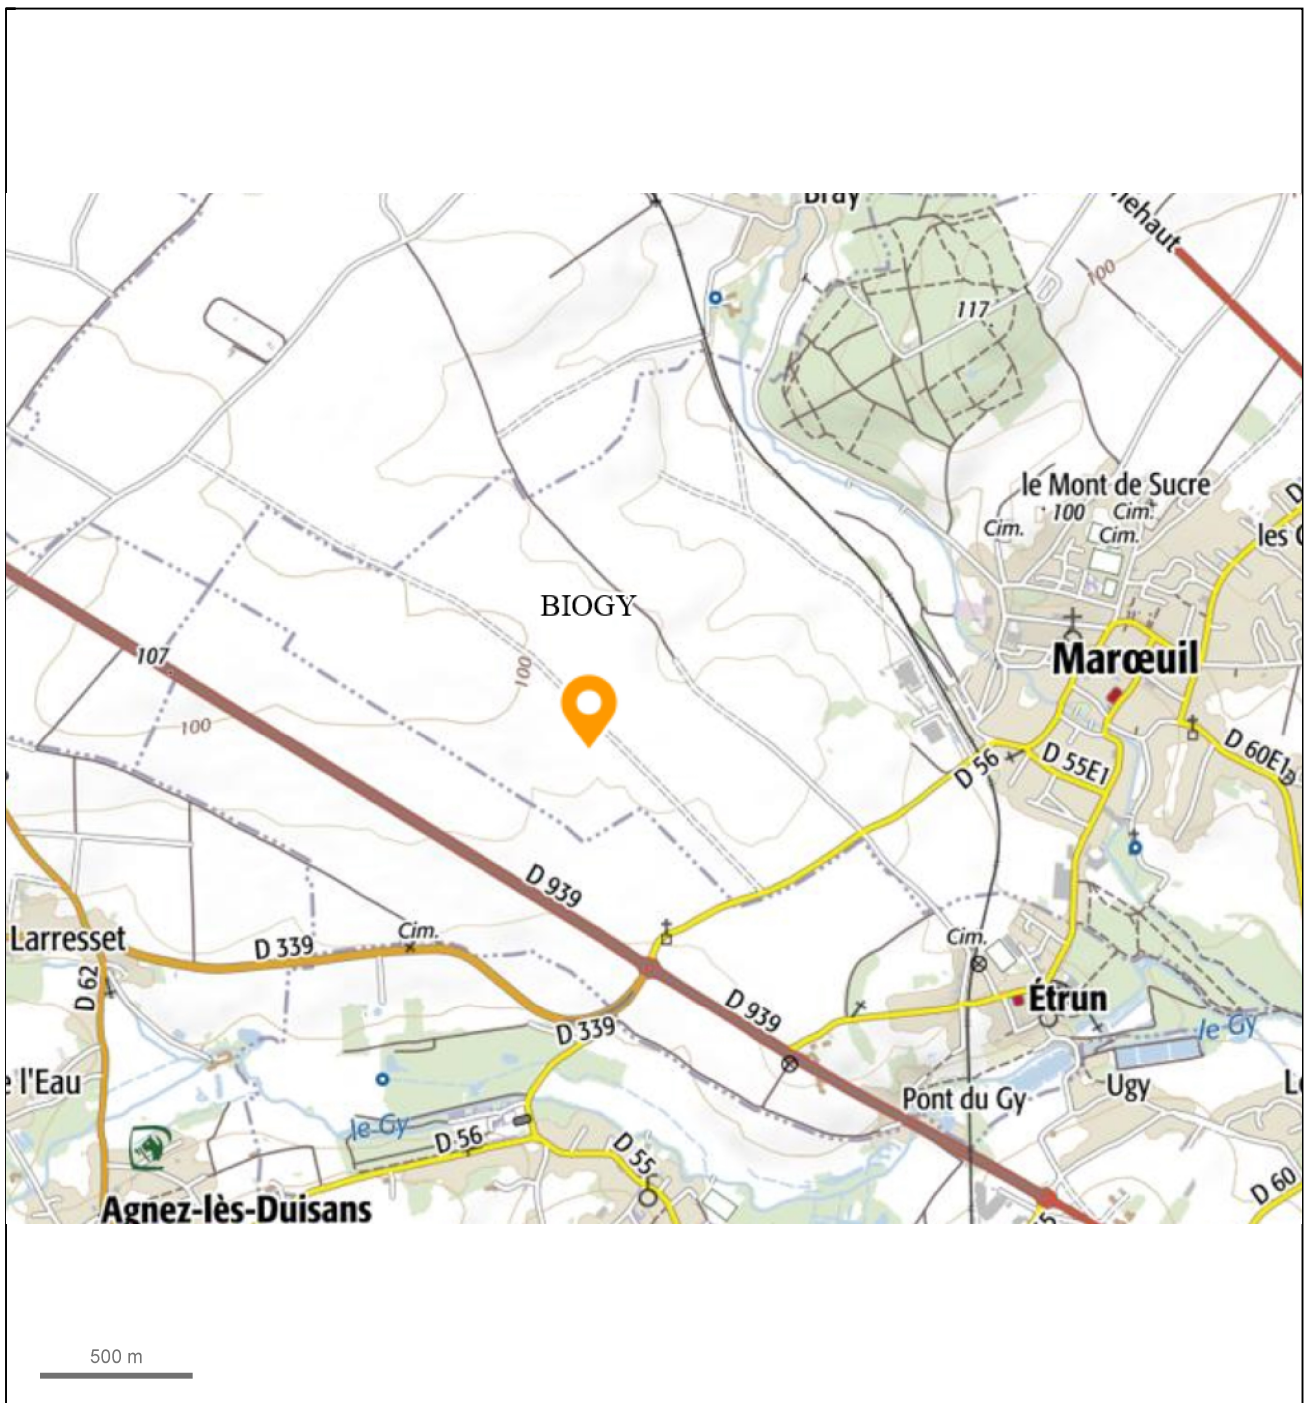 Bray
117
100
le Mont de Sucre
100
Cim.
Cim.
Cim.
BIOGY
Marœuil
107
100
100
D 56
D 55E1
D 60E1
D 939
Larresset
D 339
Cim.
Cim.
D 62
D 939
Étrun
D 339
le Gy
l'Eau
Pont du Gy
Ugy
le Gy
D 56
D 55
D 60
Agnez-lès-Duisans
500 m